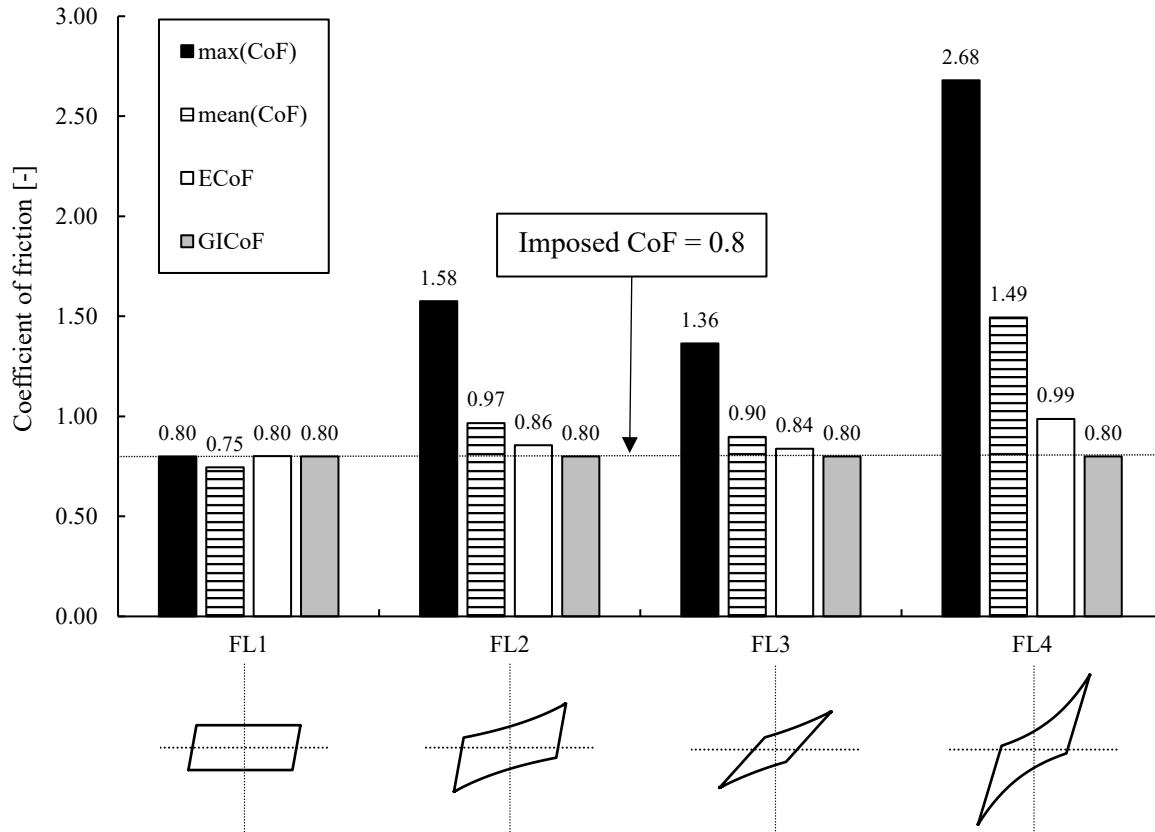 Coefficient of friction [-]
3.00
2.50
2.00
1.50
1.00
0.50
0.00
max(CoF)
mean(CoF)
ECoF
GICoF
Imposed CoF = 0.8
0.80
0.75
0.80
0.80
1.58
0.97
0.86
0.80
1.36
0.90
0.84
0.80
2.68
1.49
0.99
0.80
FL1
FL2
FL3
FL4